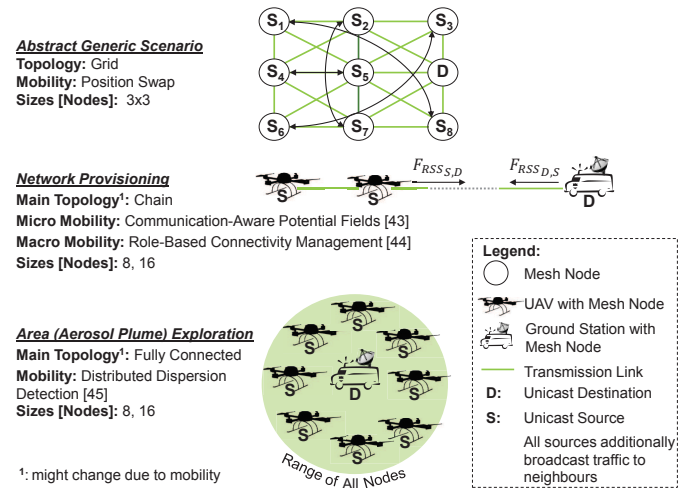 Abstract Generic Scenario
Topology: Grid
Mobility: Position Swap
Sizes [Nodes]: 3x3
S1 S2 S3
S4 S5 D
S6 S7 S8
Network Provisioning
Main Topology1: Chain
Micro Mobility: Communication-Aware Potential Fields [43]
Macro Mobility: Role-Based Connectivity Management [44]
Sizes [Nodes]: 8, 16
F RSS S,D F RSS D,S
S S D
Area (Aerosol Plume) Exploration
Main Topology1: Fully Connected
Mobility: Distributed Dispersion
Detection [45]
Sizes [Nodes]: 8, 16
1: might change due to mobility
S
S S
S D S
S S
S
Range of All Nodes
Legend:
Mesh Node
UAV with Mesh Node
Ground Station with
Mesh Node
Transmission Link
D: Unicast Destination
S: Unicast Source
All sources additionally
broadcast traffic to
neighbours